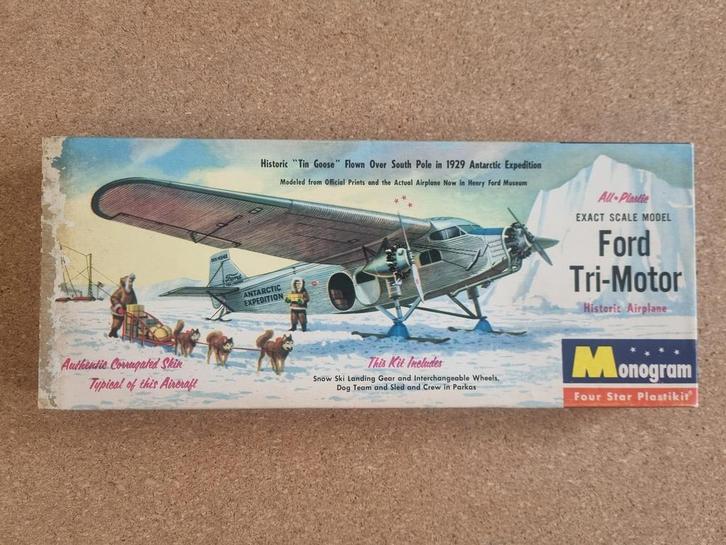 Historic "Tin Goose" Flown Over South Pole in 1929 Antarctic Expedition
Modeled from Official Prints and the Actual Airplane Now in Henry Ford Museum
All-Plastic
EXACT SCALE MODEL
Ford
Tri-Motor
Historic Airplane
Ford
ANTARCTIC
EXPEDITION
Authentic Corrugated Skin
Typical of this Aircraft
This Kit Includes
Snow Ski Landing Gear and Interchangeable Wheels,
Dog Team and Sled and Crew in Parkas
Monogram
Four Star Plastikit®